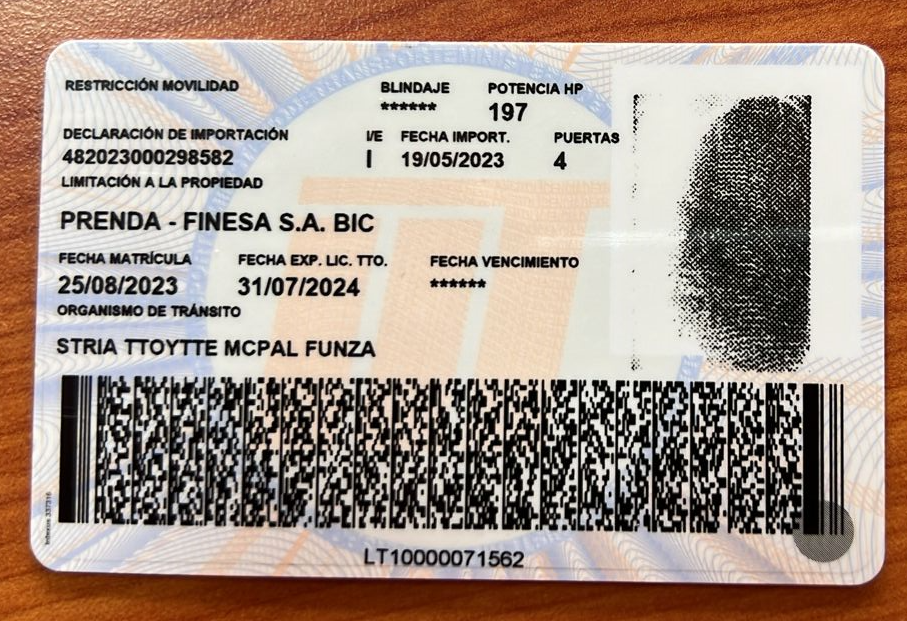 RESTRICCIÓN MOVILIDAD BLINDAJE POTENCIA HP
****** 197
DECLARACIÓN DE IMPORTACIÓN I/E FECHA IMPORT. PUERTAS
482023000298582 I 19/05/2023 4
LIMITACIÓN A LA PROPIEDAD
PRENDA - FINESA S.A. BIC
FECHA MATRÍCULA FECHA EXP. LIC. TTO. FECHA VENCIMIENTO
25/08/2023 31/07/2024 ******
ORGANISMO DE TRÁNSITO
STRIA TTOYTTE MCPAL FUNZA
LT10000071562